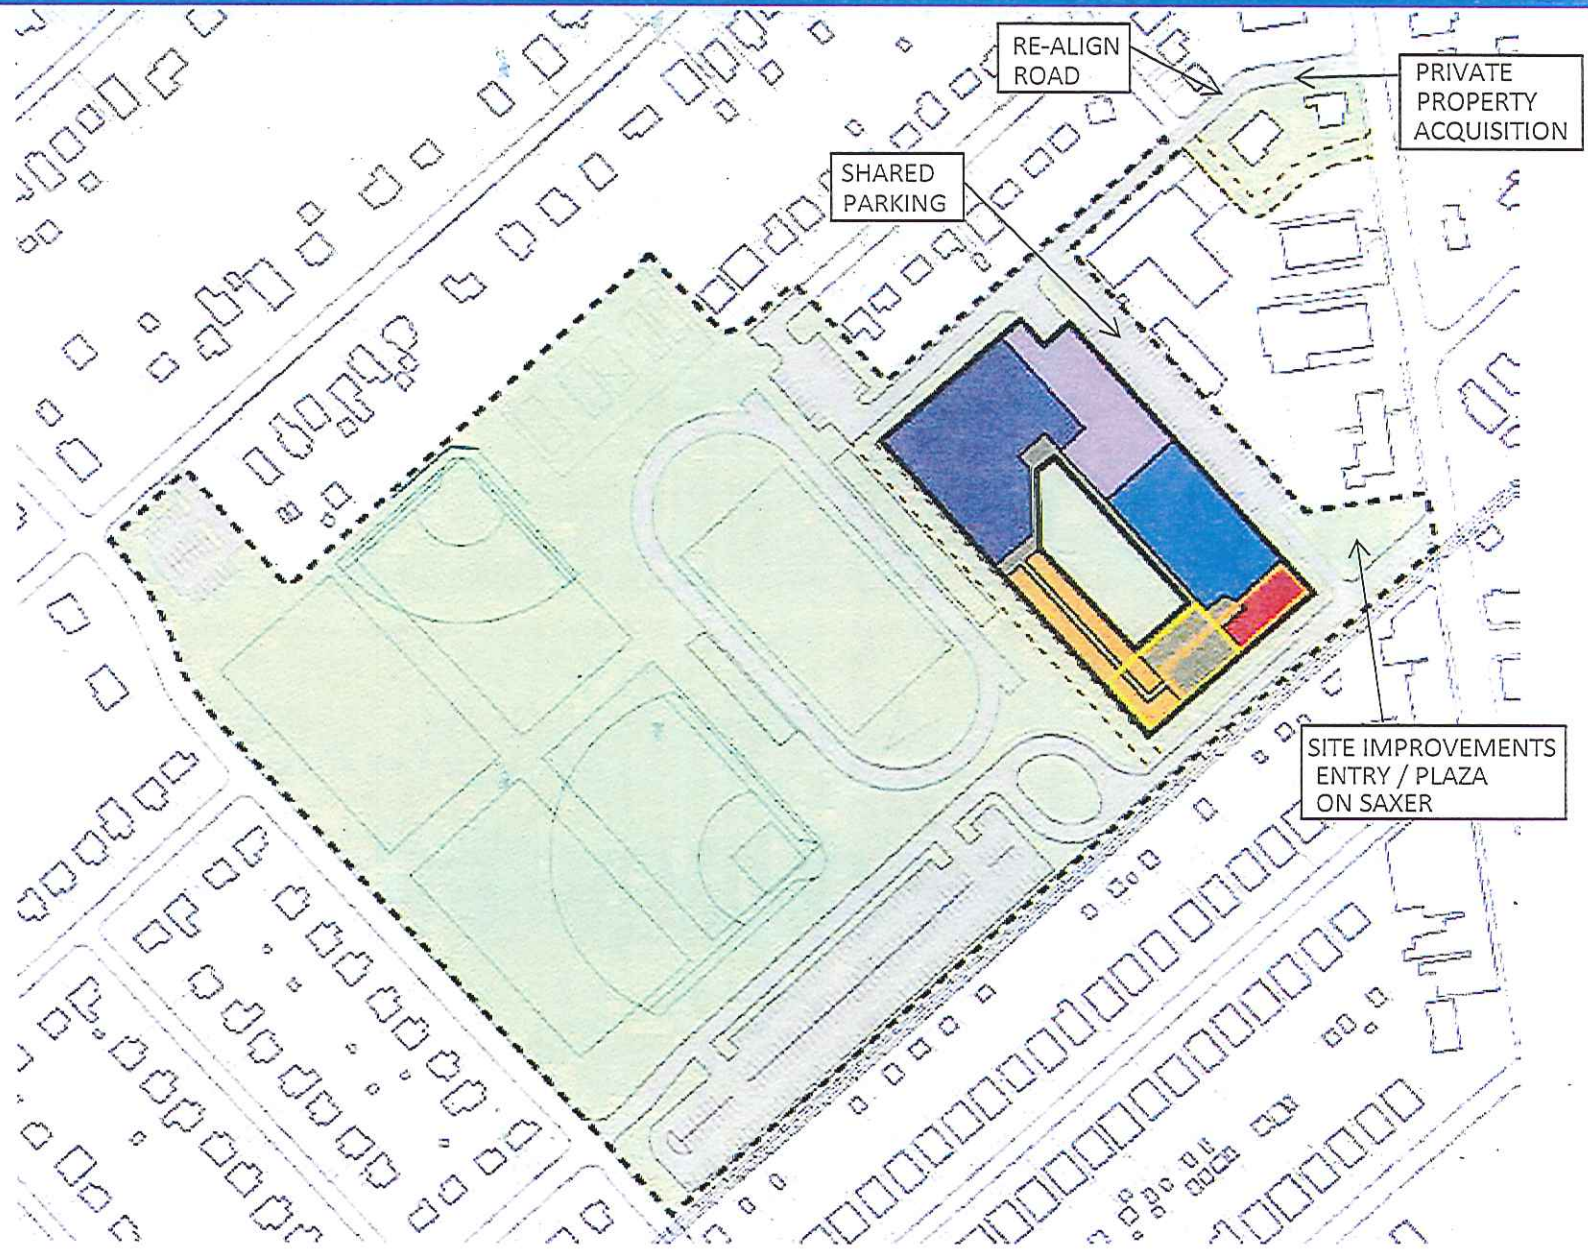 RE-ALIGN
ROAD
PRIVATE
PROPERTY
ACQUISITION
SHARED
PARKING
SITE IMPROVEMENTS
ENTRY / PLAZA
ON SAXER